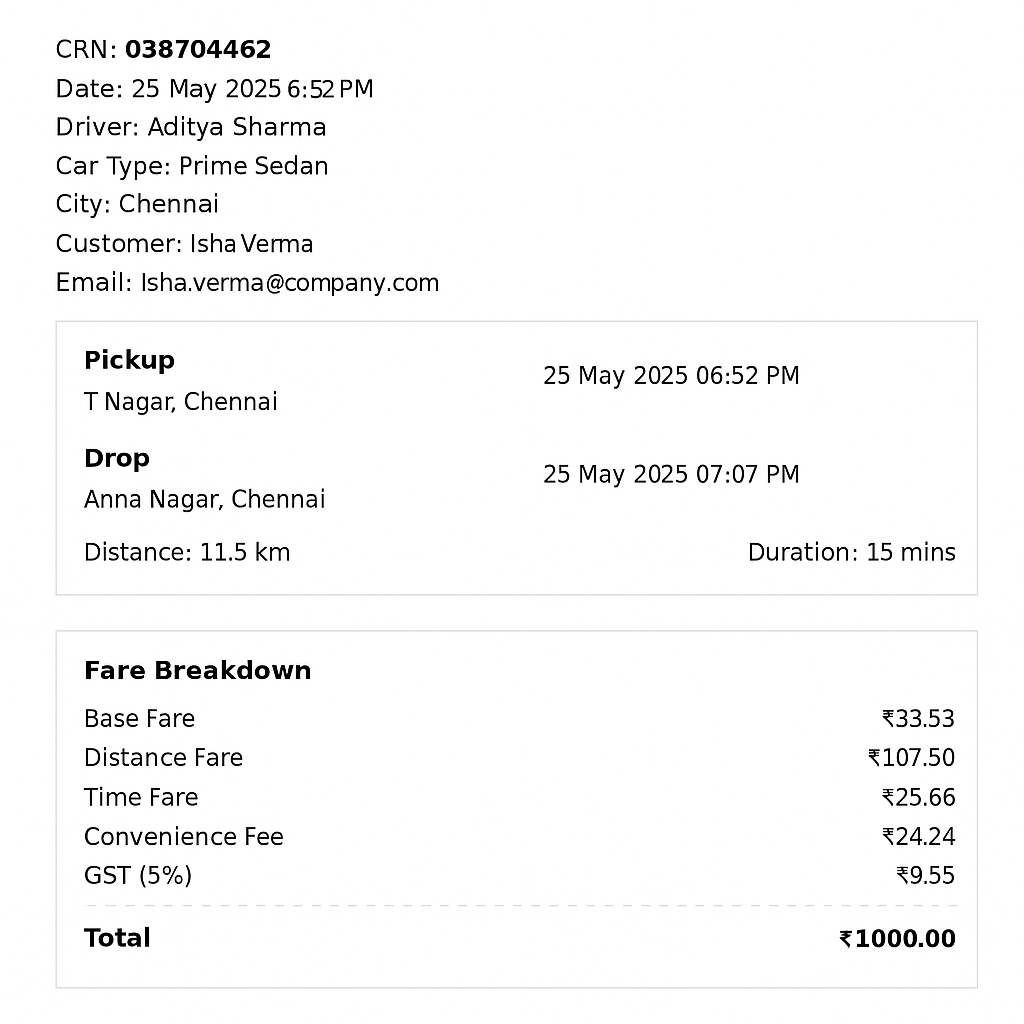 CRN: 038704462
Date: 25 May 2025 6:52 PM
Driver: Aditya Sharma
Car Type: Prime Sedan
City: Chennai
Customer: Isha Verma
Email: Isha.verma@company.com
Pickup
25 May 2025 06:52 PM
T Nagar, Chennai
Drop
25 May 2025 07:07 PM
Anna Nagar, Chennai
Distance: 11.5 km Duration: 15 mins
Fare Breakdown
Base Fare ₹33.53
Distance Fare ₹107.50
Time Fare ₹25.66
Convenience Fee ₹24.24
GST (5%) ₹9.55
Total ₹1000.00